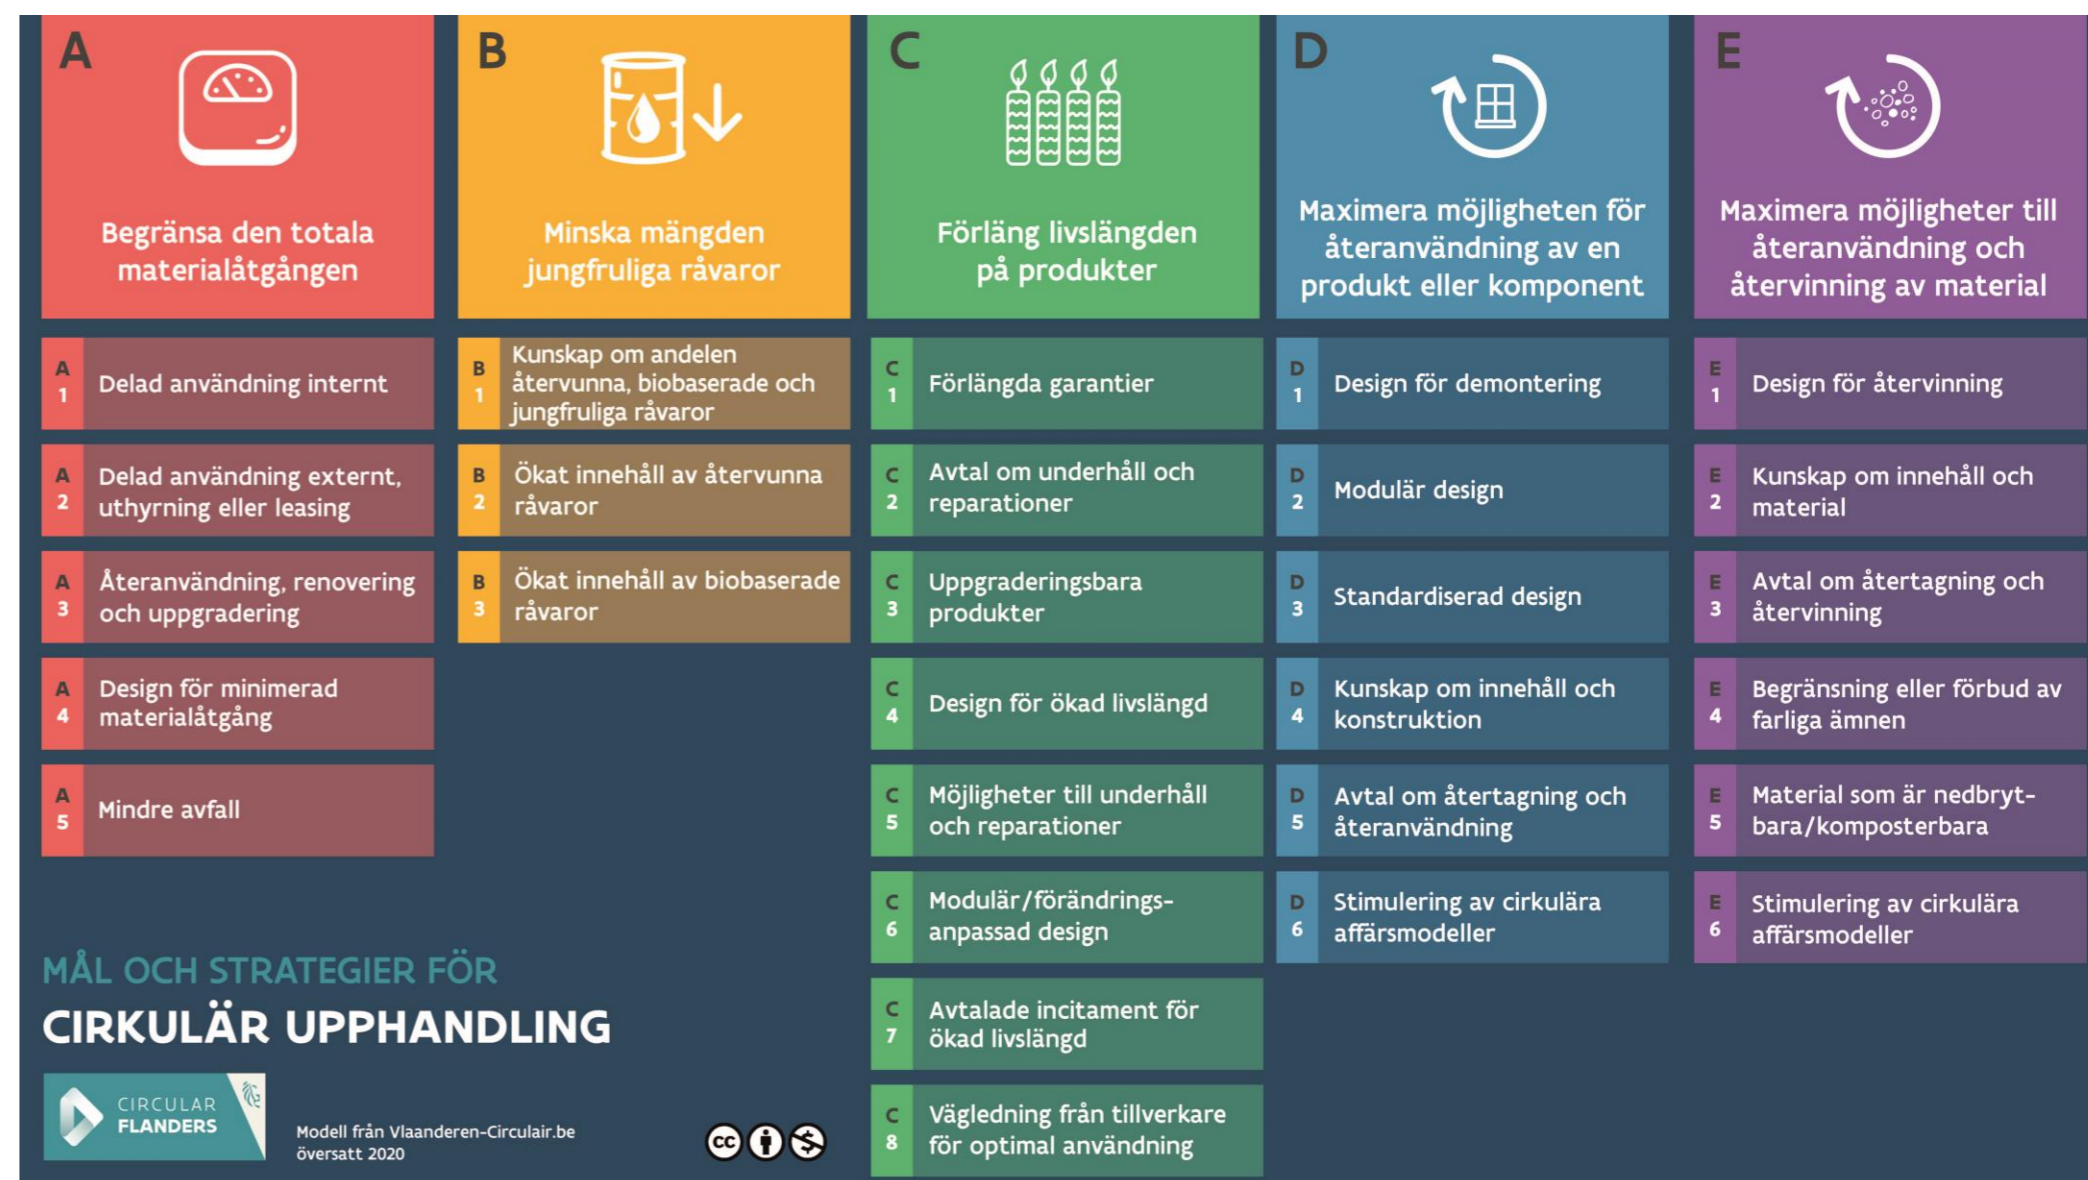 A
Begränsa den totala
materialåtgången
A
1
Delad användning internt
A
2
Delad användning externt,
uthyrning eller leasing
A
3
Återanvändning, renovering
och uppgradering
A
4
Design för minimerad
materialåtgång
A
5
Mindre avfall
B
Minska mängden
jungfruliga råvaror
B
1
Kunskap om andelen
återvunna, biobaserade och
jungfruliga råvaror
B
2
Ökat innehåll av återvunna
råvaror
B
3
Ökat innehåll av biobaserade
råvaror
C
Förläng livslängden
på produkter
C
1
Förlängda garantier
C
2
Avtal om underhåll och
reparationer
C
3
Uppgraderingsbara
produkter
C
4
Design för ökad livslängd
C
5
Möjligheter till underhåll
och reparationer
C
6
Modulär/förändrings-
anpassad design
C
7
Avtalade incitament för
ökad livslängd
C
8
Vägledning från tillverkare
för optimal användning
D
Maximera möjligheten för
återanvändning av en
produkt eller komponent
D
1
Design för demontering
D
2
Modulär design
D
3
Standardiserad design
D
4
Kunskap om innehåll och
konstruktion
D
5
Avtal om återtagning och
återanvändning
D
6
Stimulering av cirkulära
affärsmodeller
E
Maximera möjligheter till
återanvändning och
återvinning av material
E
1
Design för återvinning
E
2
Kunskap om innehåll och
material
E
3
Avtal om återtagning och
återvinning
E
4
Begränsning eller förbud av
farliga ämnen
E
5
Material som är nedbryt-
bara/komposterbara
E
6
Stimulering av cirkulära
affärsmodeller
MÅL OCH STRATEGIER FÖR
CIRKULÄR UPPHANDLING
CIRCULAR
FLANDERS
Modell från Vlaanderen-Circulair.be
översatt 2020
cc